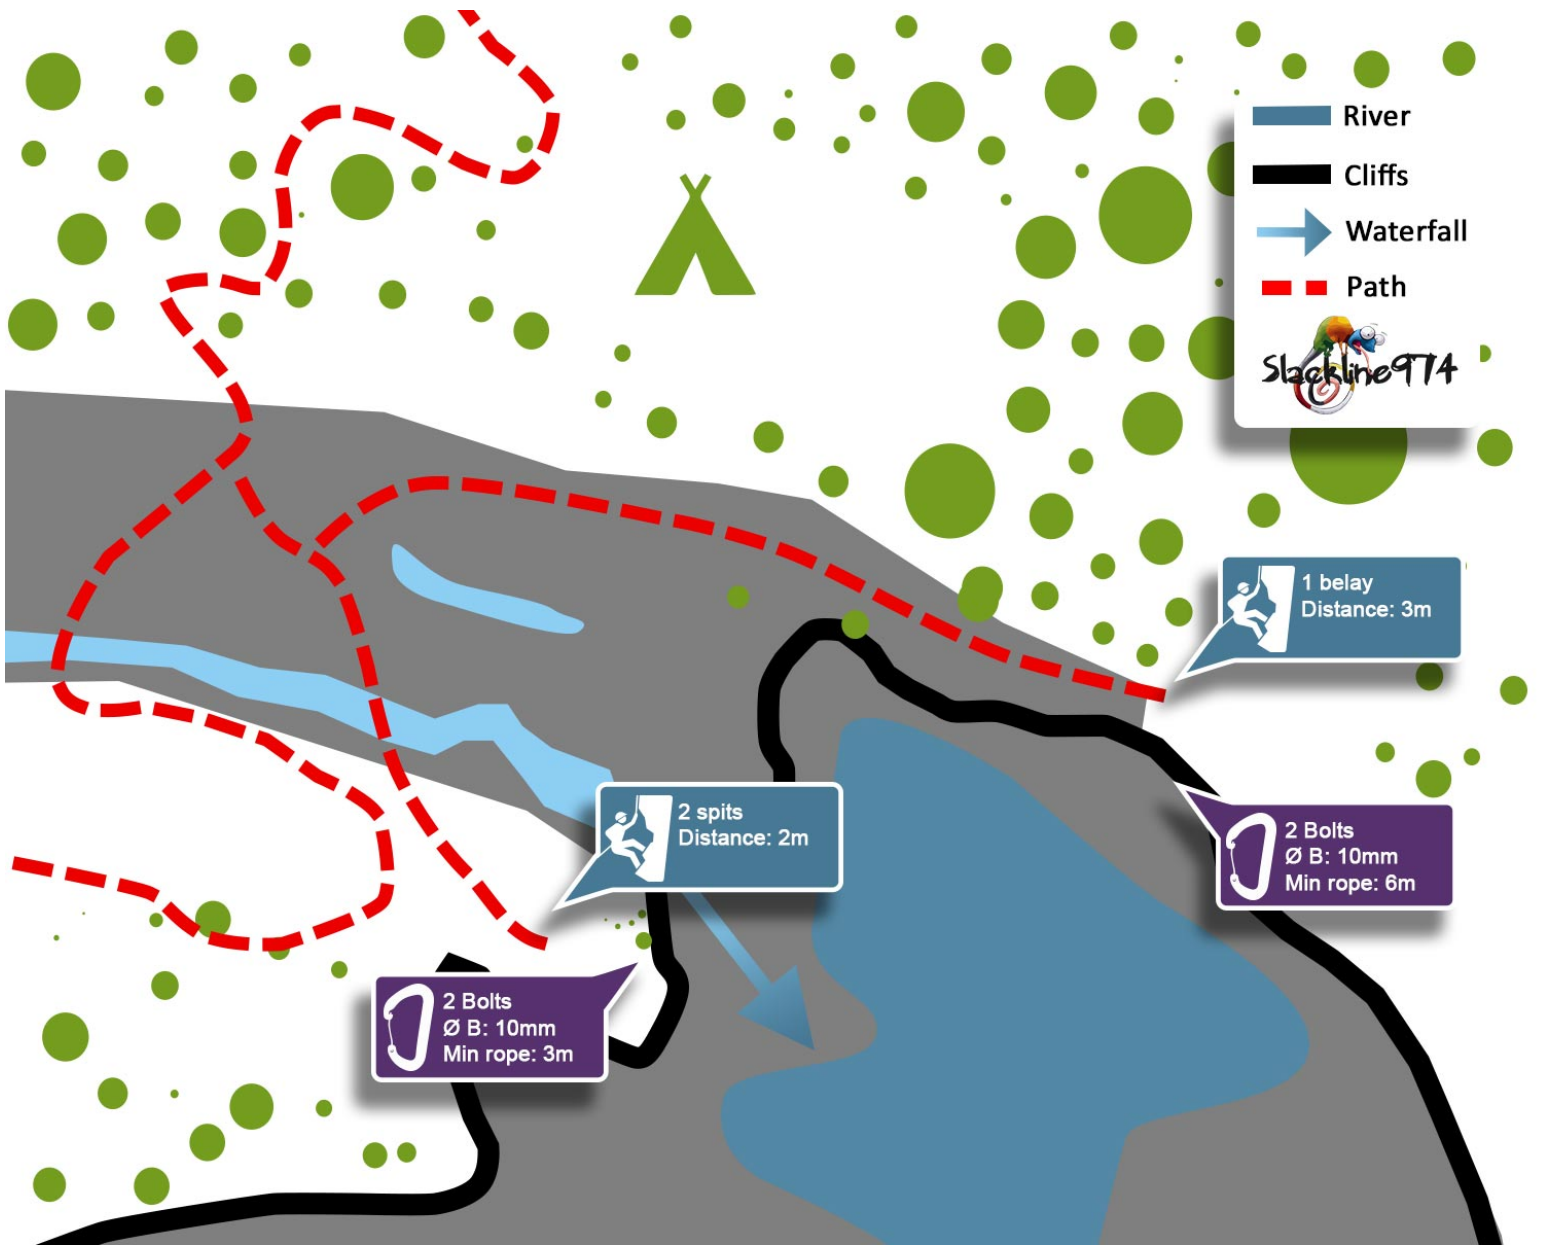 River
Cliffs
Waterfall
Path
Slackline974
1 belay
Distance: 3m
2 spits
Distance: 2m
2 Bolts
Ø B: 10mm
Min rope: 6m
2 Bolts
Ø B: 10mm
Min rope: 3m